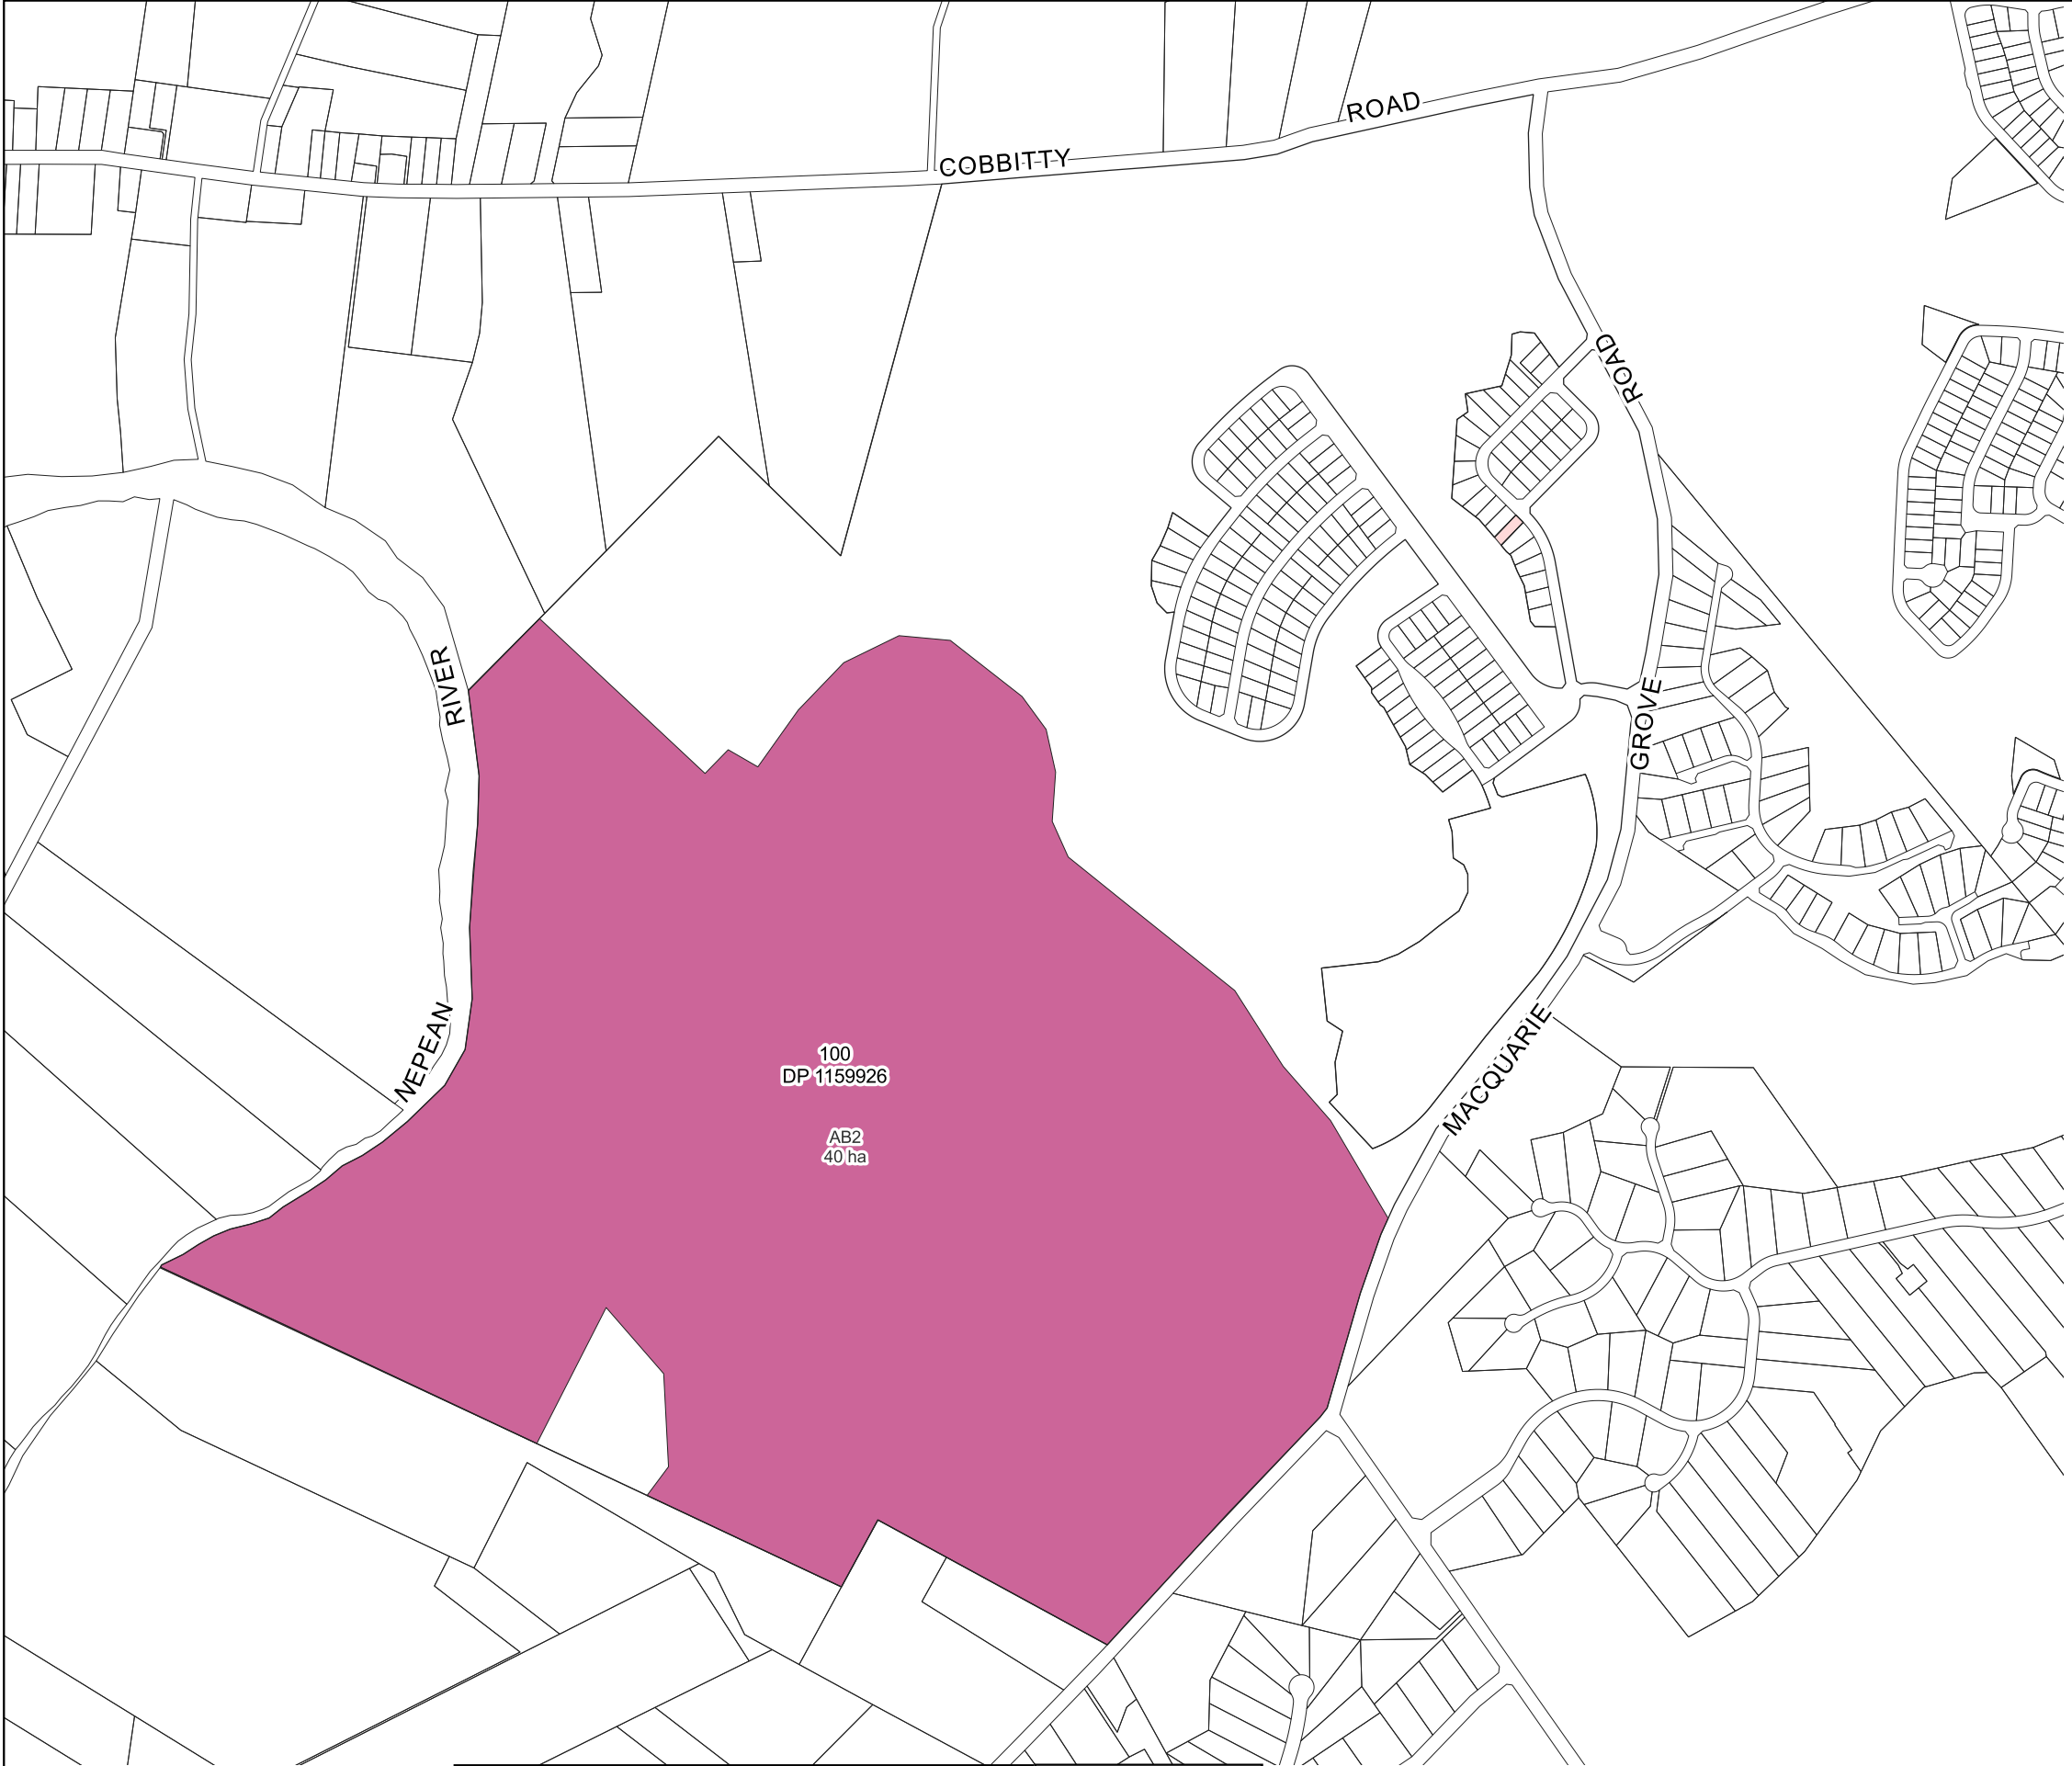 COBBITTY ROAD
ROAD
GROVE
MACQUARIE
RIVER
NEPEAN
100
DP 1159926
AB2
40 ha